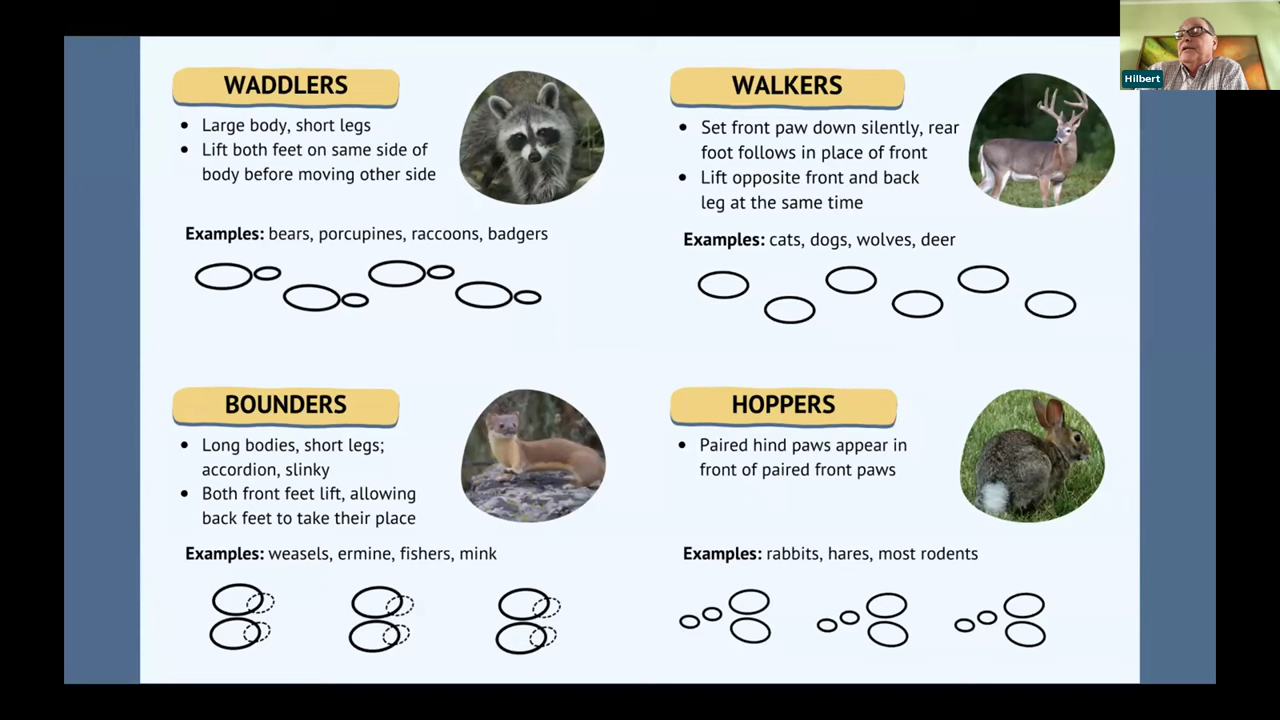 WADDLERS
• Large body, short legs
• Lift both feet on same side of
body before moving other side
Examples: bears, porcupines, raccoons, badgers
WALKERS
• Set front paw down silently, rear
foot follows in place of front
• Lift opposite front and back
leg at the same time
Examples: cats, dogs, wolves, deer
BOUNDERS
• Long bodies, short legs;
accordion, slinky
• Both front feet lift, allowing
back feet to take their place
Examples: weasels, ermine, fishers, mink
HOPPERS
• Paired hind paws appear in
front of paired front paws
Examples: rabbits, hares, most rodents
Hilbert